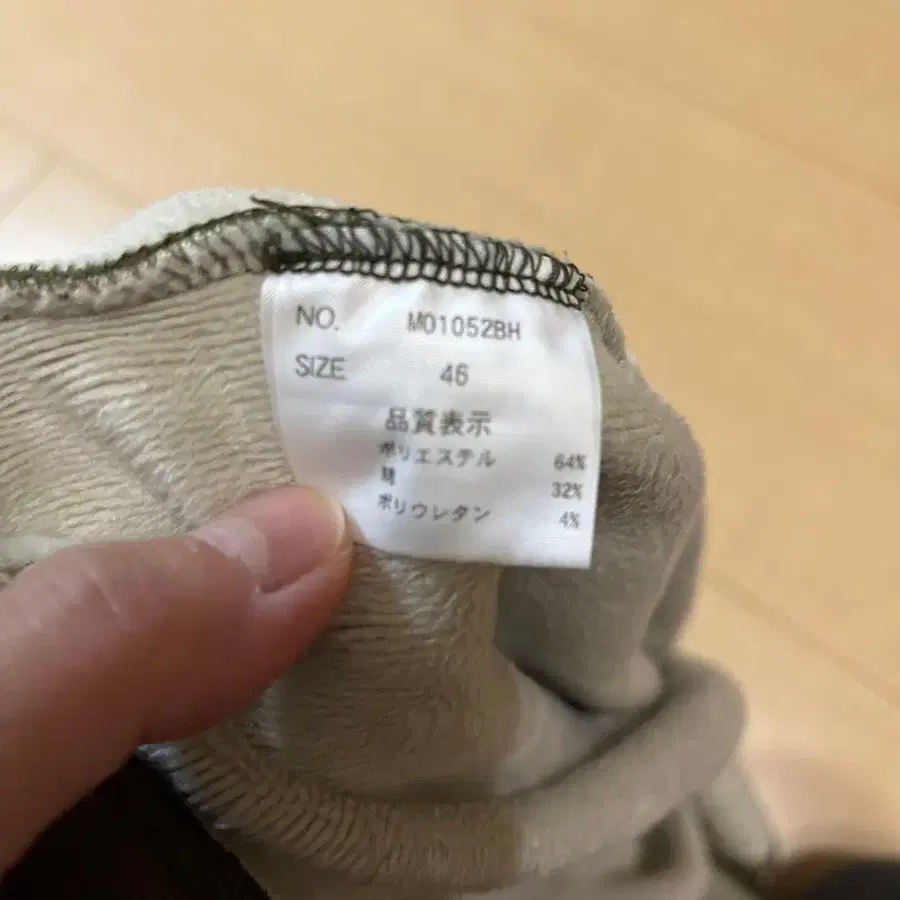 NO. M01052BH
SIZE 46
品質表示
ポリエステル 64%
綿 32%
ポリウレタン 4%